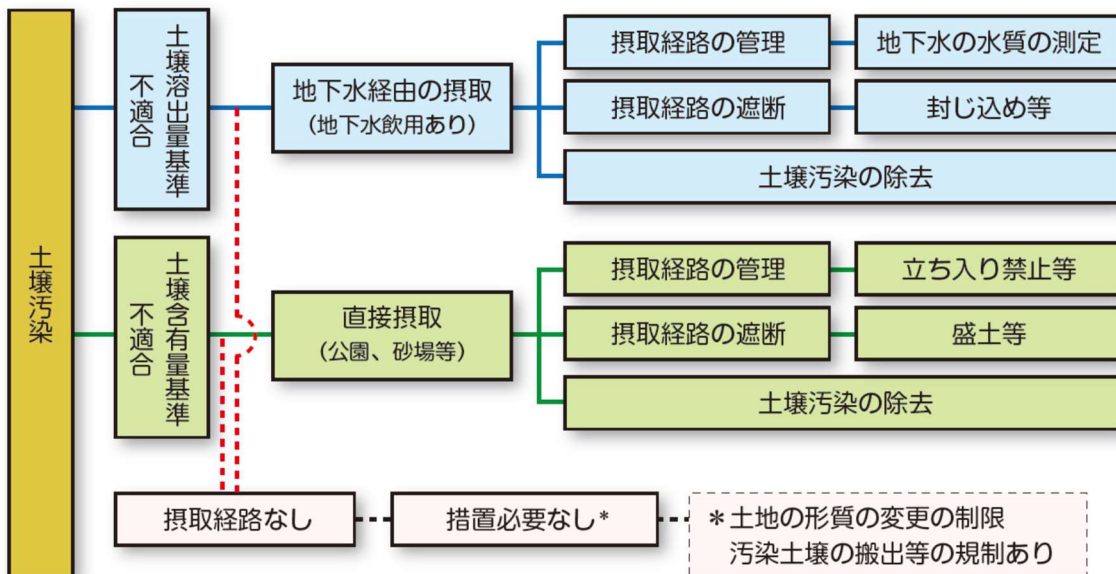 土壌汚染
土壌溶出量基準
不適合
地下水経由の摂取
（地下水飲用あり）
摂取経路の管理
地下水の水質の測定
摂取経路の遮断
封じ込め等
土壌汚染の除去
土壌含有量基準
不適合
直接摂取
（公園、砂場等）
摂取経路の管理
立ち入り禁止等
摂取経路の遮断
盛土等
土壌汚染の除去
摂取経路なし
措置必要なし*
＊土地の形質の変更の制限
汚染土壌の搬出等の規制あり